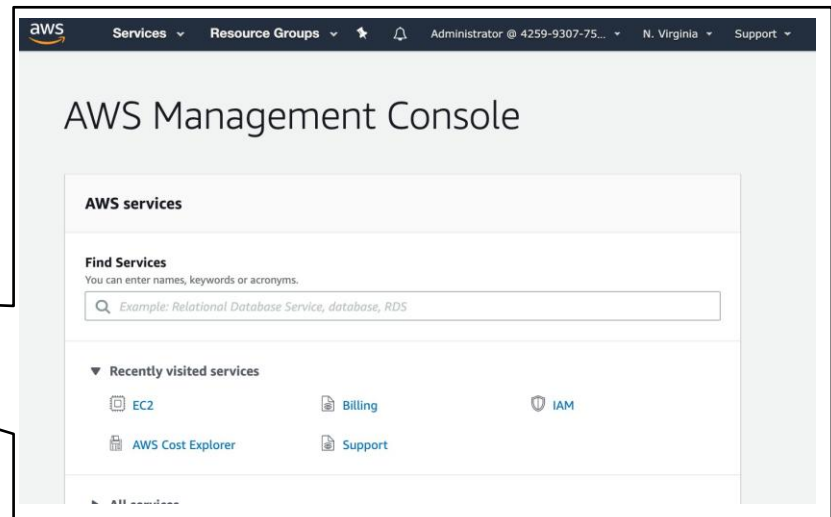 aws Services Resource Groups Administrator @ 4259-9307-75... N. Virginia Support
AWS Management Console
AWS services
Find Services
You can enter names, keywords or acronyms.
Example: Relational Database Service, database, RDS
Recently visited services
EC2 Billing IAM
AWS Cost Explorer Support
All services